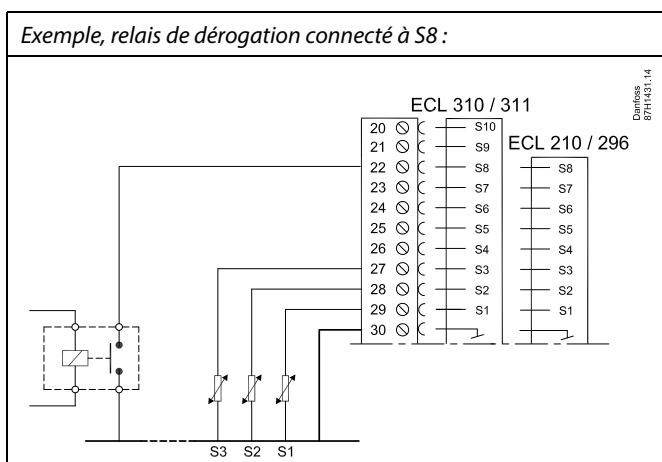 Exemple, relais de dérogation connecté à S8 :
Danfoss
87H1431.14
ECL 310 / 311
ECL 210 / 296
20 S10
21 S9
22 S8 S8
23 S7 S7
24 S6 S6
25 S5 S5
26 S4 S4
27 S3 S3
28 S2 S2
29 S1 S1
30
S3 S2 S1